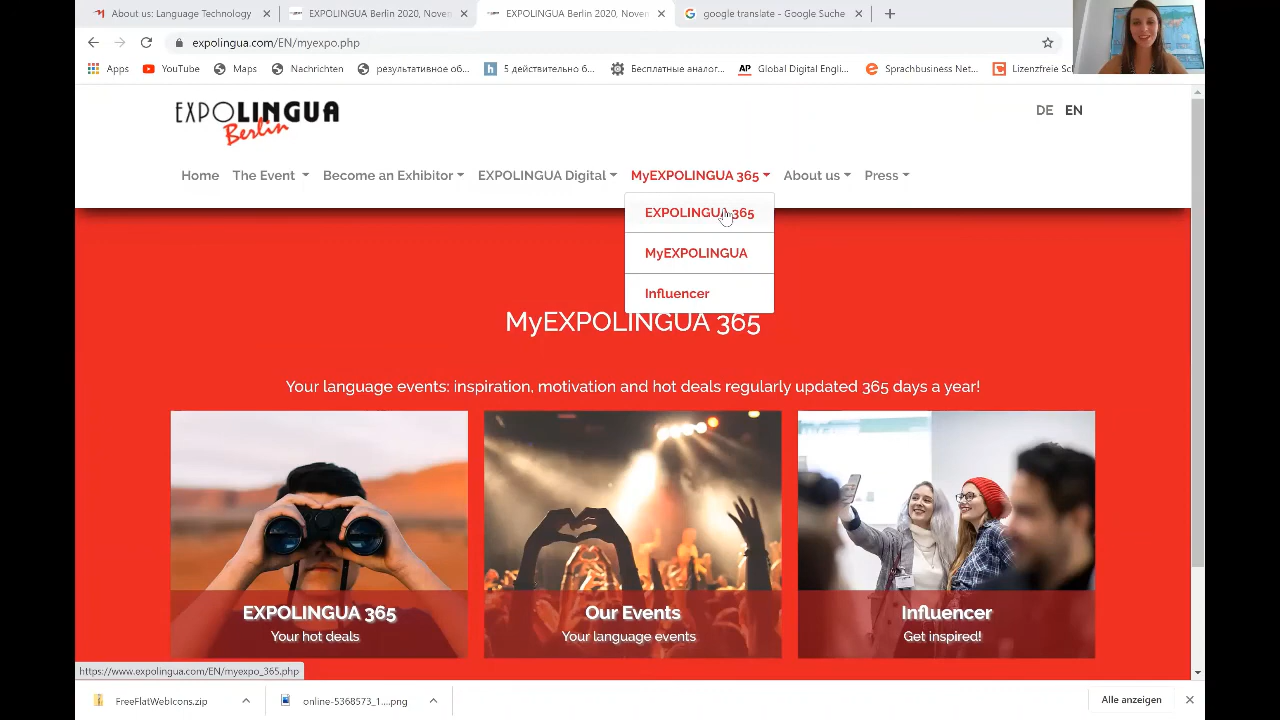 About us: Language Technology
EXPOLINGUA Berlin 2020, Noven
EXPOLINGUA Berlin 2020, Noven
google translate - Google Suche
expolingua.com/EN/myexpo.php
Apps
YouTube
Maps
Nachrichten
результативное об...
5 действительно б...
Бесплатные аналог...
AP Global Digital Engli...
Sprachbusiness Net...
Lizenzfreie Sc
EXPOLINGUA
Berlin
DE EN
Home
The Event
Become an Exhibitor
EXPOLINGUA Digital
MyEXPOLINGUA 365
About us
Press
EXPOLINGUA 365
MyEXPOLINGUA
Influencer
MyEXPOLINGUA 365
Your language events: inspiration, motivation and hot deals regularly updated 365 days a year!
EXPOLINGUA 365
Your hot deals
Our Events
Your language events
Influencer
Get inspired!
https://www.expolingua.com/EN/myexpo_365.php
FreeFlatWebIcons.zip
online-5368573_1....png
Alle anzeigen